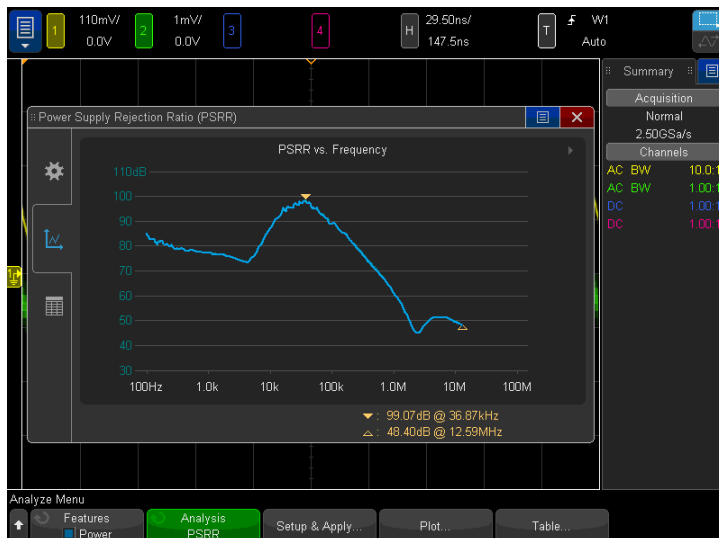 1 110mV/ 0.0V 2 1mV/ 0.0V 3 4 H 29.50ns/ 147.5ns T W1 Auto
Summary
Acquisition
Normal
2.50GSa/s
Channels
AC BW 10.0:1
AC BW 1.00:1
DC 1.00:1
DC 1.00:1
Power Supply Rejection Ratio (PSRR)
PSRR vs. Frequency
110dB
100
90
80
70
60
50
40
30
100Hz 1.0k 10k 100k 1.0M 10M 100M
: 99.07dB @ 36.87kHz
: 48.40dB @ 12.59MHz
1
Analyze Menu
Features
Power
Analysis
PSRR
Setup & Apply...
Plot...
Table...